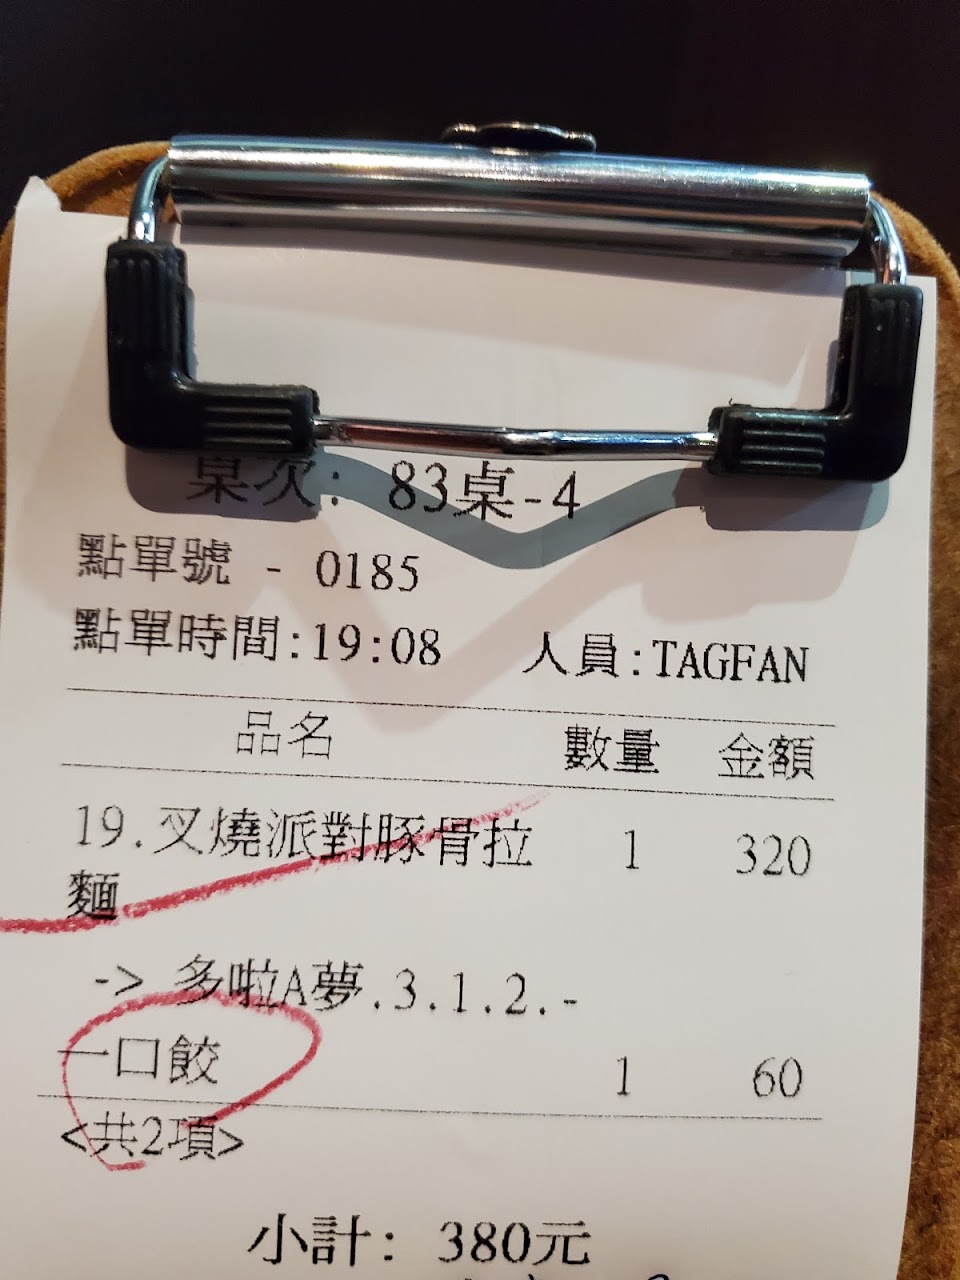 桌次: 83桌-4
點單號 - 0185
點單時間:19:08 人員:TAGFAN
品名 數量 金額
19.叉燒派對豚骨拉 1 320
麵
-> 多啦A夢.3.1.2.-
一口餃 1 60
<共2項>
小計: 380元